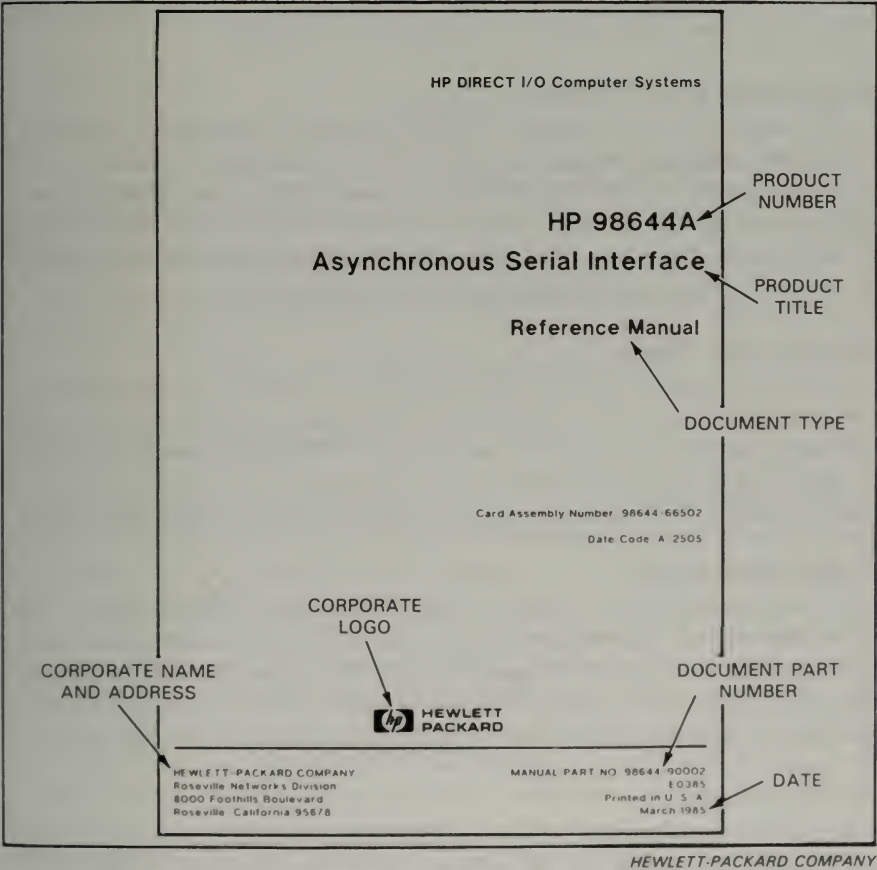 HP DIRECT I/O Computer Systems
PRODUCT
NUMBER
HP 98644A
Asynchronous Serial Interface
PRODUCT
TITLE
Reference Manual
DOCUMENT TYPE
Card Assembly Number 98644-66502
Date Code A 2505
CORPORATE
LOGO
CORPORATE NAME
AND ADDRESS
DOCUMENT PART
NUMBER
hp HEWLETT
PACKARD
HEWLETT-PACKARD COMPANY
Roseville Networks Division
8000 Foothills Boulevard
Roseville California 95678
MANUAL PART NO 98644-90002
E0385
Printed in U S A
March 1985
DATE
HEWLETT-PACKARD COMPANY